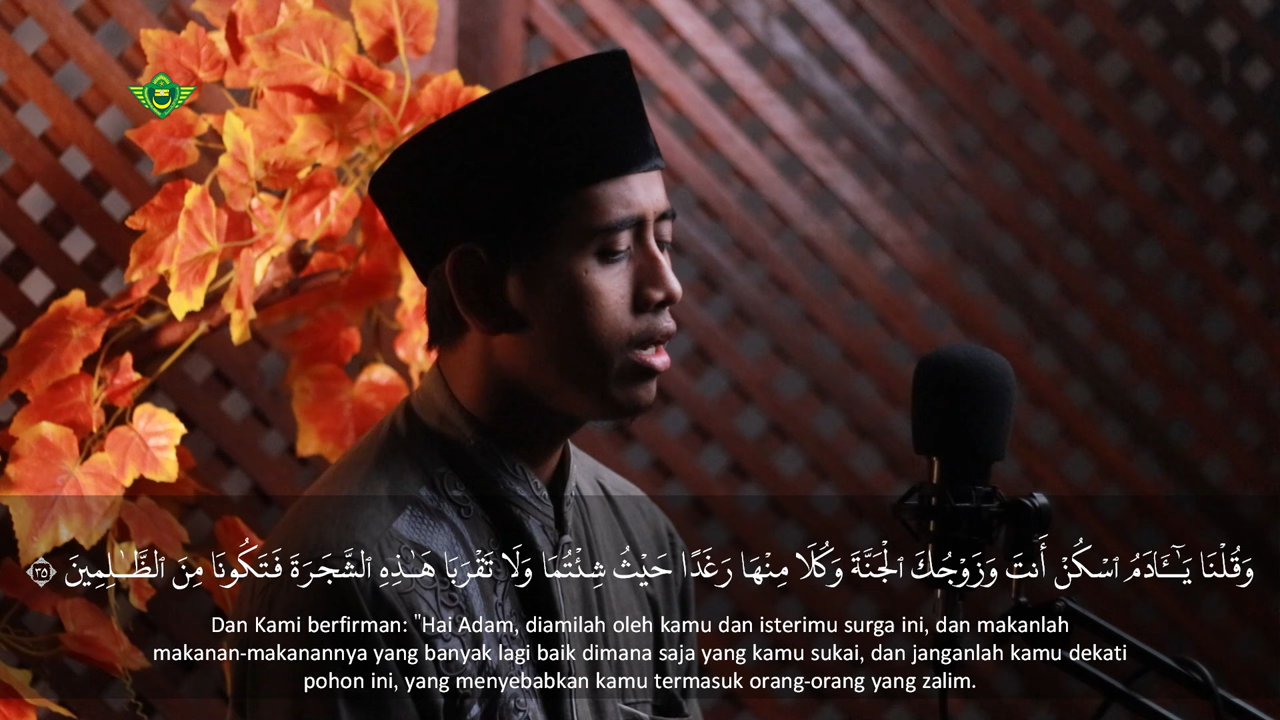 وَقُلْنَا يَـٰٓـَٔادَمُ ٱسْكُنْ أَنتَ وَزَوْجُكَ ٱلْجَنَّةَ وَكُلَا مِنْهَا رَغَدًا حَيْثُ شِئْتُمَا وَلَا تَقْرَبَا هَـٰذِهِ ٱلشَّجَرَةَ فَتَكُونَا مِنَ ٱلظَّـٰلِمِينَ ٣٥
Dan Kami berfirman: "Hai Adam, diamilah oleh kamu dan isterimu surga ini, dan makanlah
makanan-makanannya yang banyak lagi baik dimana saja yang kamu sukai, dan janganlah kamu dekati
pohon ini, yang menyebabkan kamu termasuk orang-orang yang zalim.